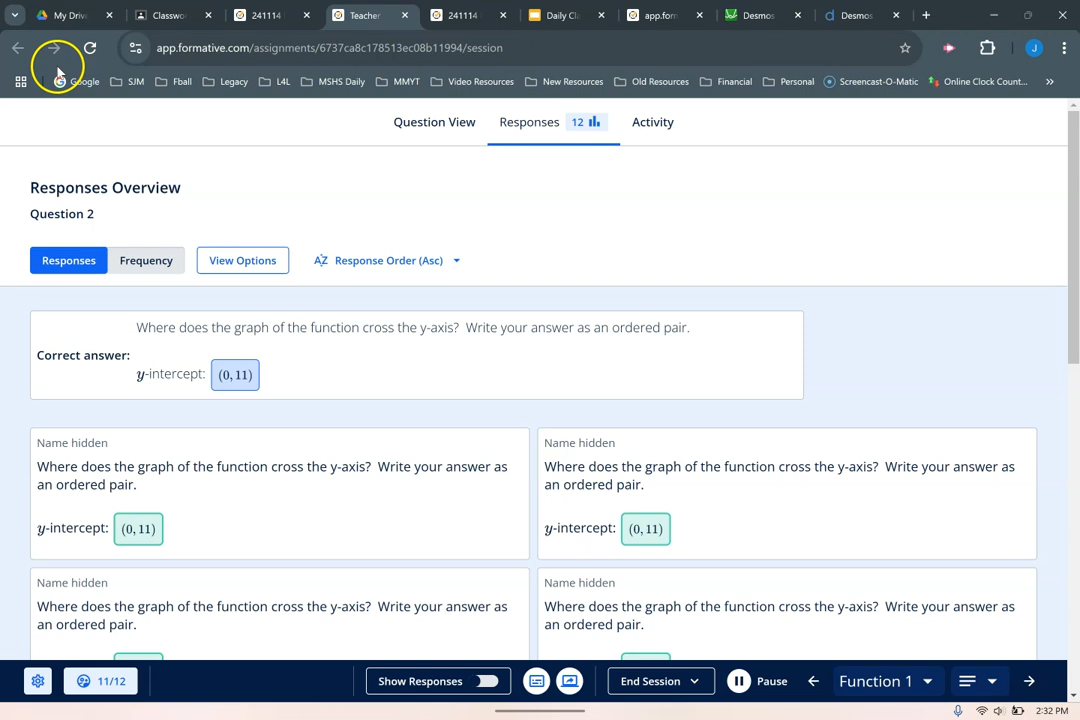 My Driv
Classwo
241114
Teacher
241114
Daily Cl
app.forn
Desmos
Desmos
app.formative.com/assignments/6737ca8c178513ec08b11994/session
J
Google
SJM
Fball
Legacy
L4L
MSHS Daily
MMYT
Video Resources
New Resources
Old Resources
Financial
Personal
Screencast-O-Matic
Online Clock Count...
Question View
Responses 12
Activity
Responses Overview
Question 2
Responses
Frequency
View Options
AZ Response Order (Asc)
Where does the graph of the function cross the y-axis? Write your answer as an ordered pair.
Correct answer:
y-intercept: (0, 11)
Name hidden
Where does the graph of the function cross the y-axis? Write your answer as
an ordered pair.
y-intercept: (0, 11)
Name hidden
Where does the graph of the function cross the y-axis? Write your answer as
an ordered pair.
y-intercept: (0, 11)
Name hidden
Where does the graph of the function cross the y-axis? Write your answer as
an ordered pair.
Name hidden
Where does the graph of the function cross the y-axis? Write your answer as
an ordered pair.
11/12
Show Responses
End Session
Pause
Function 1
2:32 PM